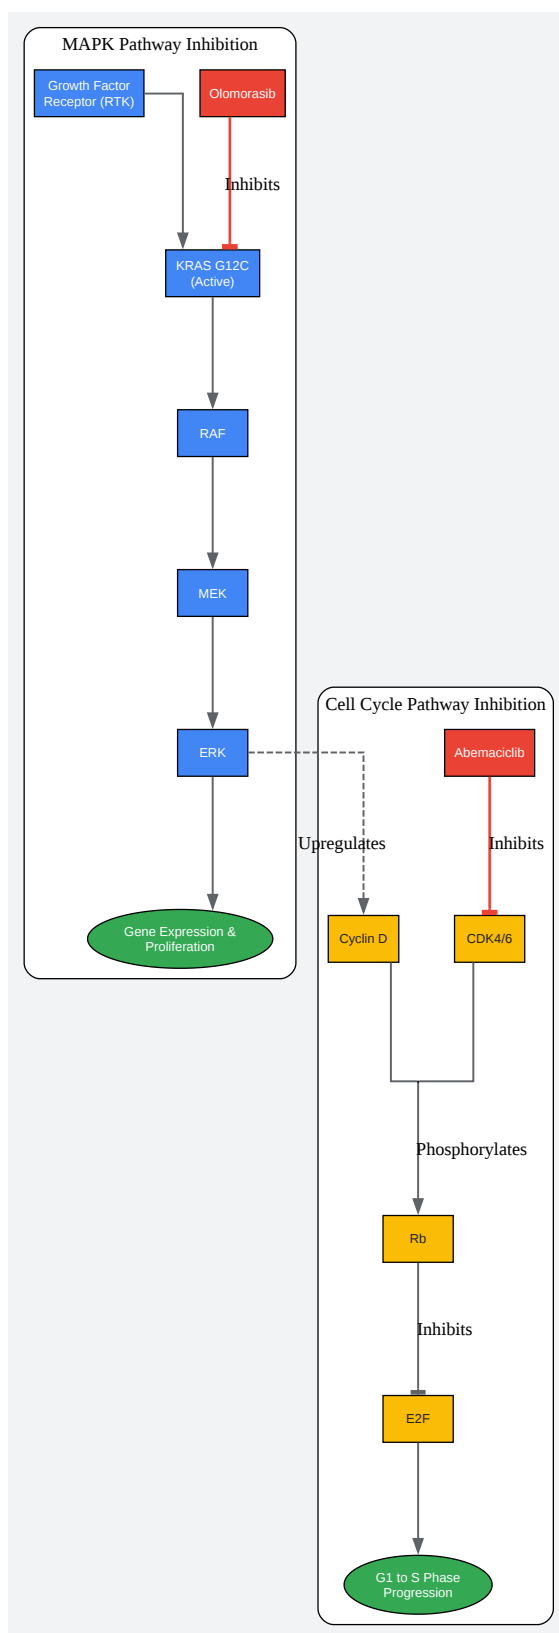 MAPK Pathway Inhibition
Growth Factor
Receptor (RTK)
Olomorasib
Inhibits
KRAS G12C
(Active)
RAF
MEK
Cell Cycle Pathway Inhibition
ERK
Abemaciclib
Upregulates
Inhibits
Gene Expression &
Proliferation
Cyclin D
CDK4/6
Phosphorylates
Rb
Inhibits
E2F
G1 to S Phase
Progression